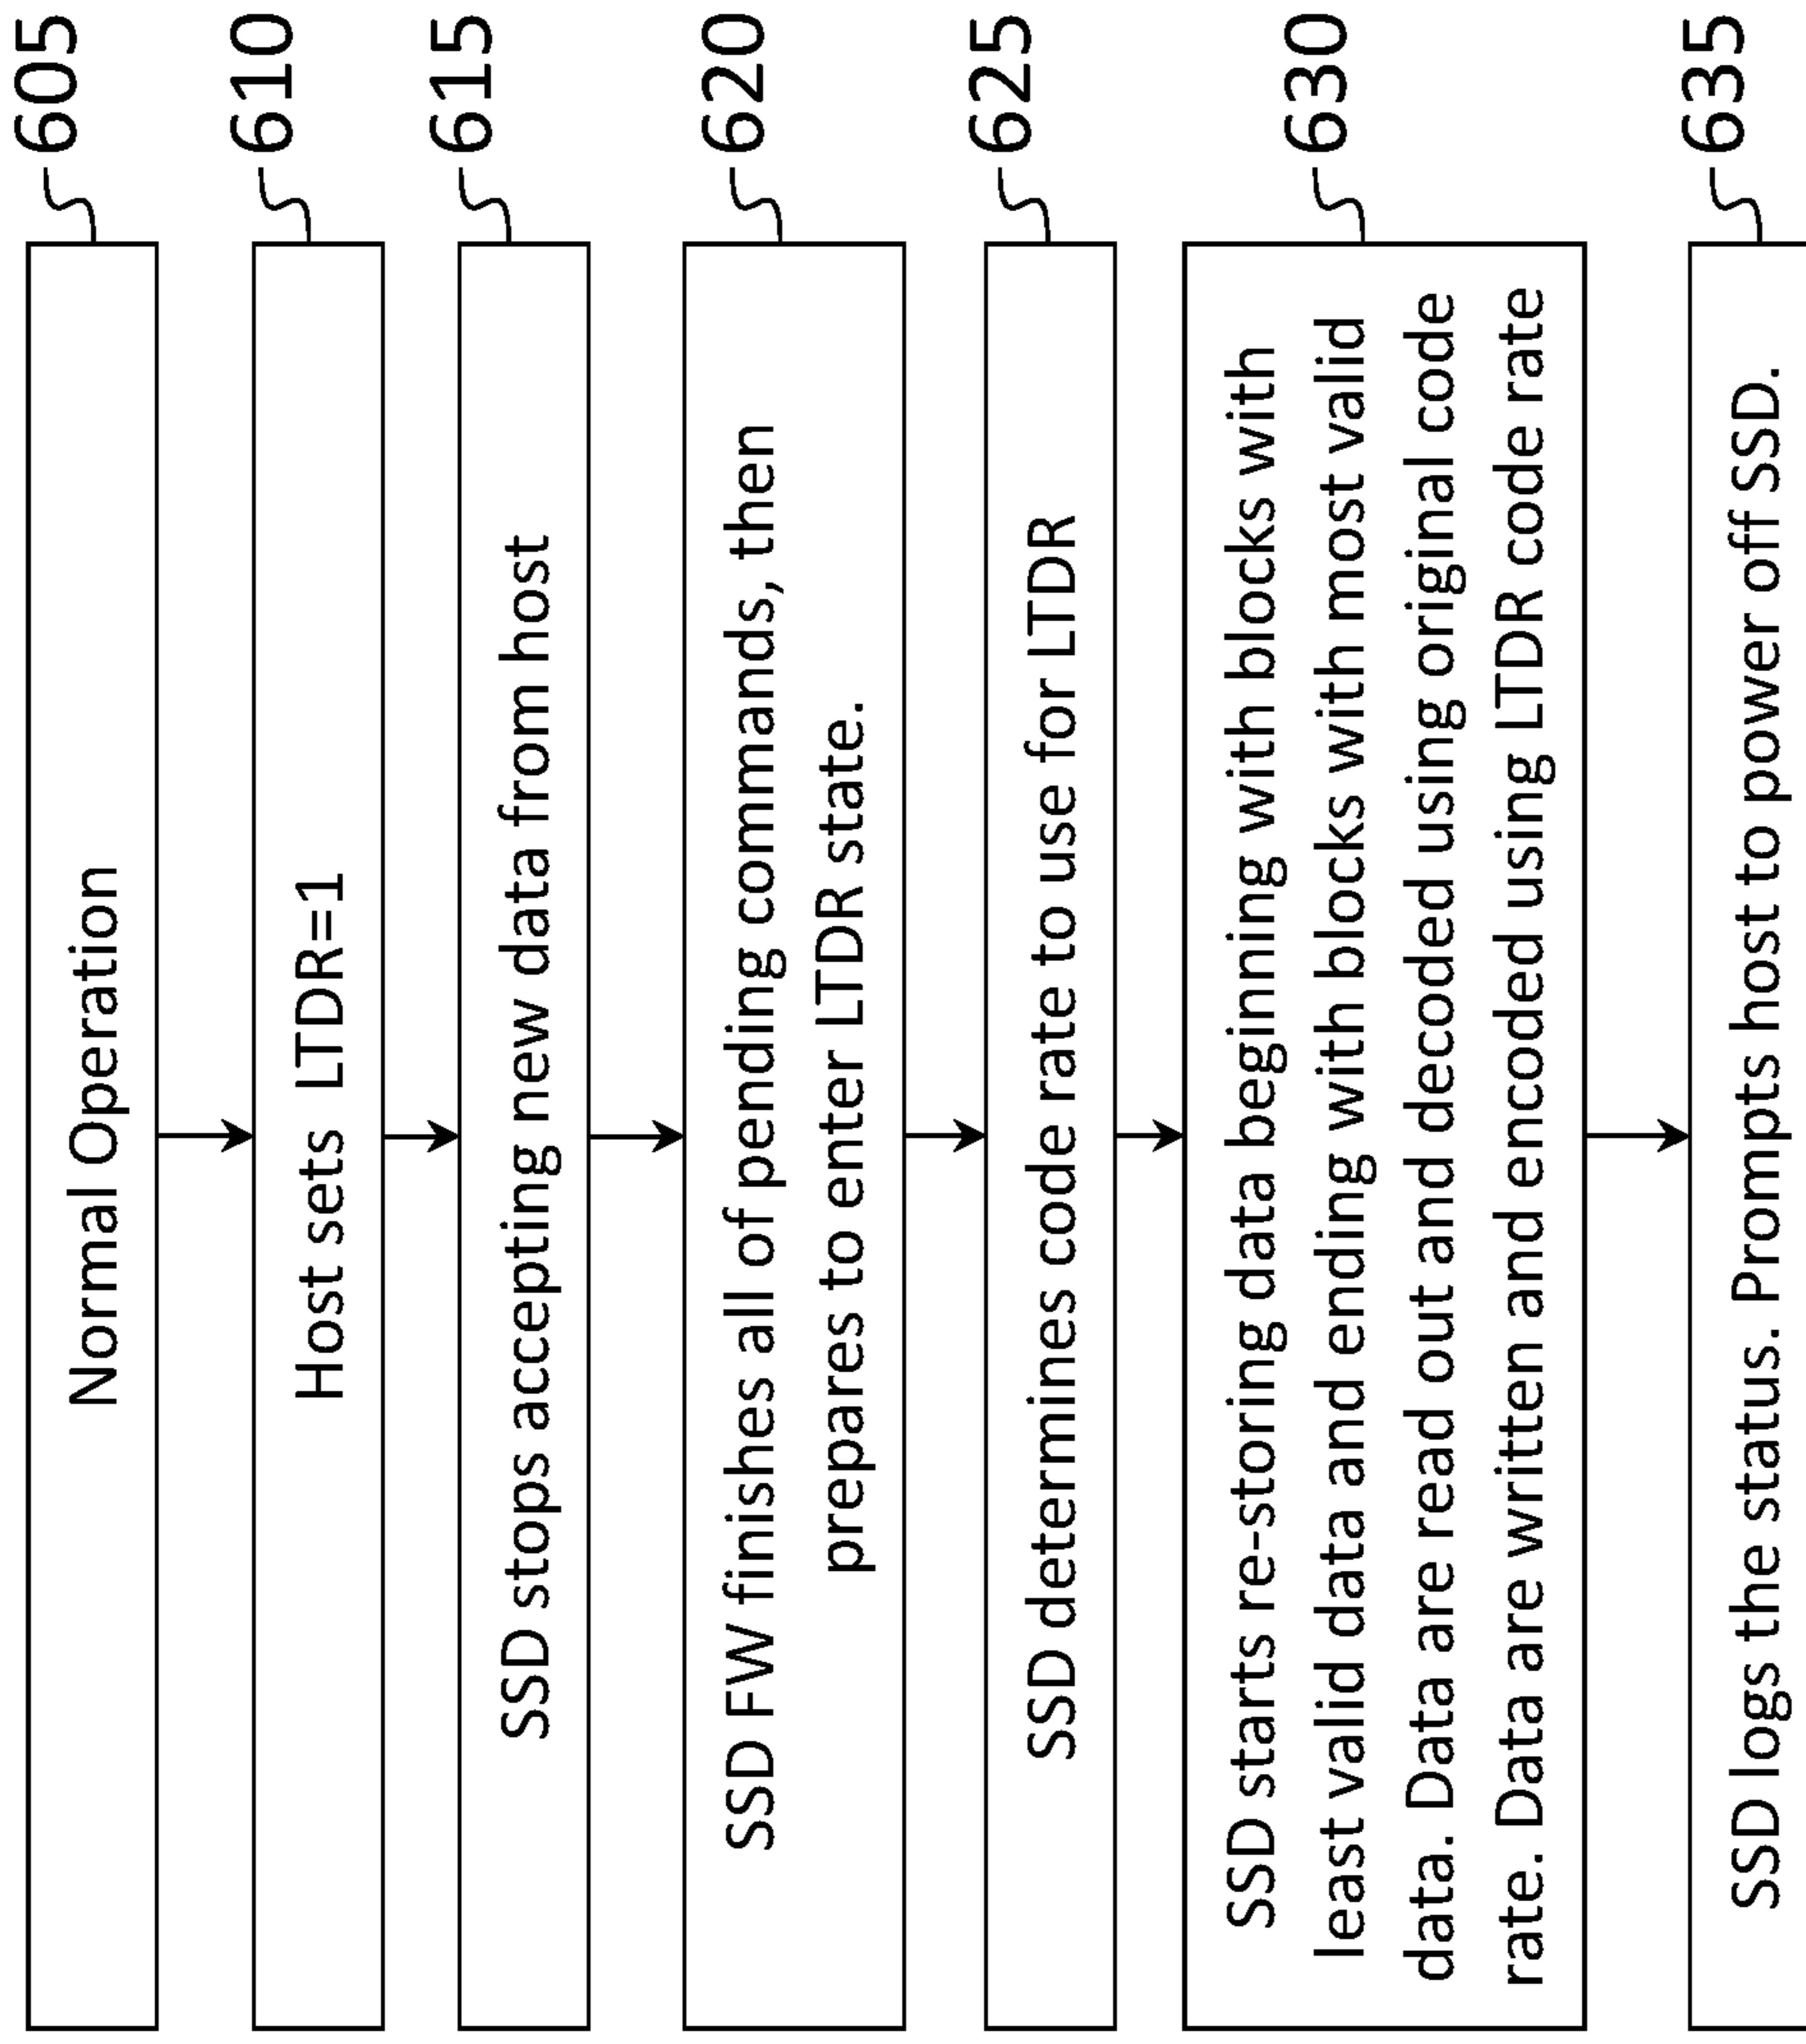 Normal Operation
605
Host sets LTDR=1
610
SSD stops accepting new data from host
615
SSD FW finishes all of pending commands, then
prepares to enter LTDR state.
620
SSD determines code rate to use for LTDR
625
SSD starts re-storing data beginning with blocks with
least valid data and ending with blocks with most valid
data. Data are read out and decoded using original code
rate. Data are written and encoded using LTDR code rate
630
SSD logs the status. Prompts host to power off SSD.
635